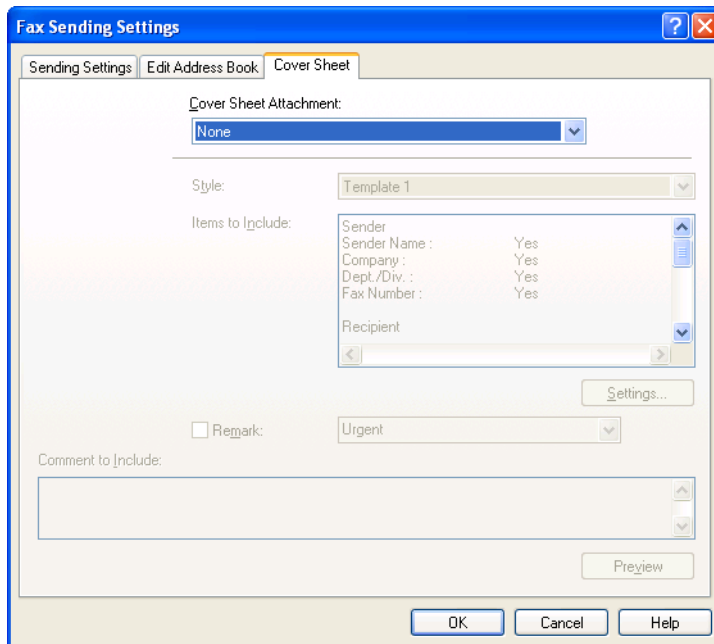 Fax Sending Settings
Sending Settings Edit Address Book Cover Sheet
Cover Sheet Attachment:
None
Style: Template 1
Items to Include: Sender
Sender Name : Yes
Company : Yes
Dept./Div. : Yes
Fax Number : Yes
Recipient
Settings...
Remark: Urgent
Comment to Include:
Preview
OK Cancel Help